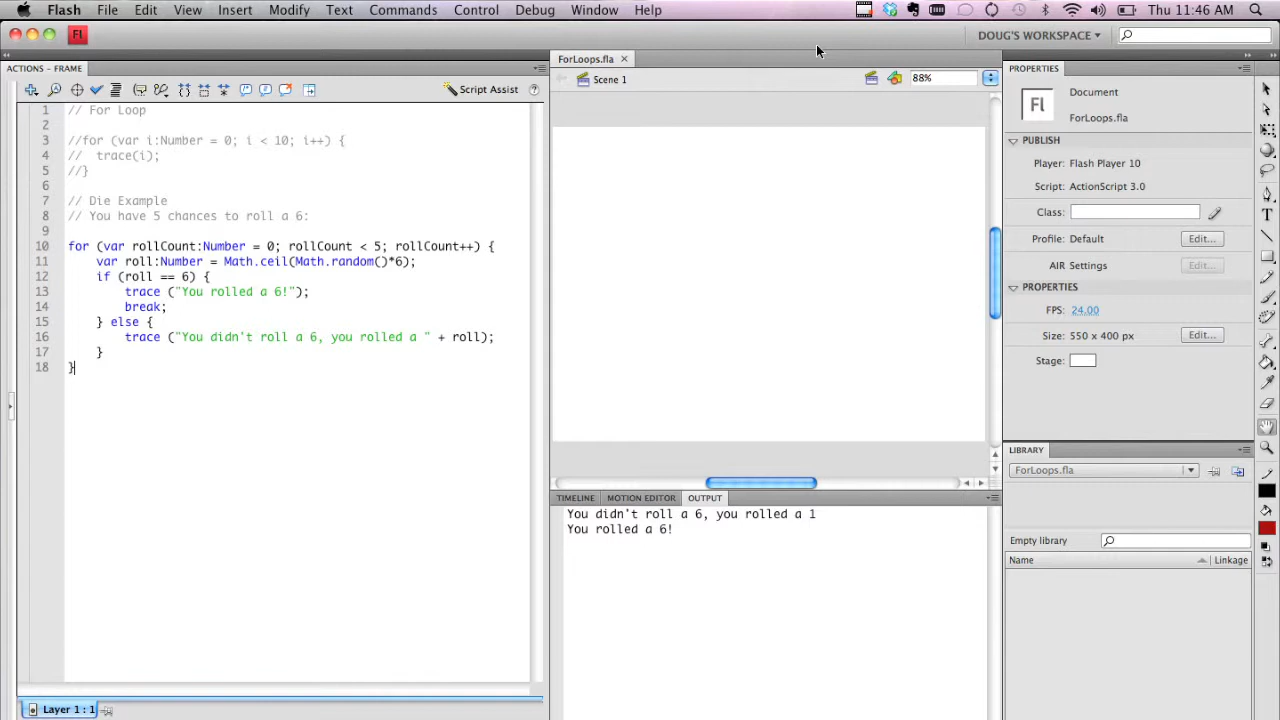 Flash File Edit View Insert Modify Text Commands Control Debug Window Help Thu 11:46 AM
Fl DOUG'S WORKSPACE
ACTIONS - FRAME
Script Assist
1 // For Loop
2
3 //for (var i:Number = 0; i < 10; i++) {
4 //  trace(i);
5 //}
6
7 // Die Example
8 // You have 5 chances to roll a 6:
9
10 for (var rollCount:Number = 0; rollCount < 5; rollCount++) {
11     var roll:Number = Math.ceil(Math.random()*6);
12     if (roll == 6) {
13         trace ("You rolled a 6!");
14         break;
15     } else {
16         trace ("You didn't roll a 6, you rolled a " + roll);
17     }
18 }
Layer 1 : 1
ForLoops.fla
Scene 1 88%
TIMELINE MOTION EDITOR OUTPUT
You didn't roll a 6, you rolled a 1
You rolled a 6!
PROPERTIES
Fl Document
ForLoops.fla
PUBLISH
Player: Flash Player 10
Script: ActionScript 3.0
Class:
Profile: Default Edit...
AIR Settings Edit...
PROPERTIES
FPS: 24.00
Size: 550 x 400 px Edit...
Stage:
LIBRARY
ForLoops.fla
Empty library
Name Linkage
T